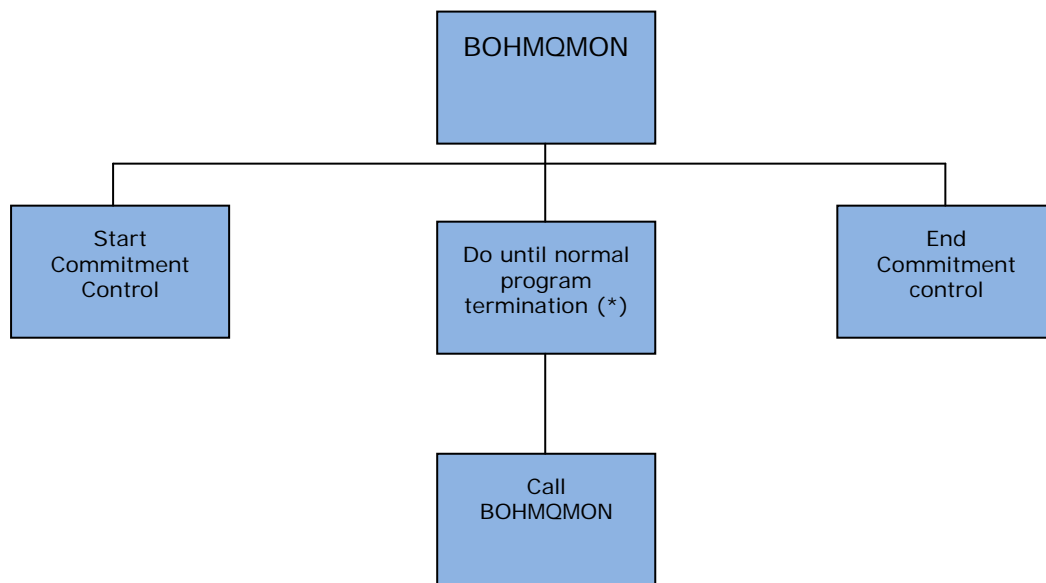 BOHMQMON
Start
Commitment
Control
Do until normal
program
termination (*)
End
Commitment
control
Call
BOHMQMON